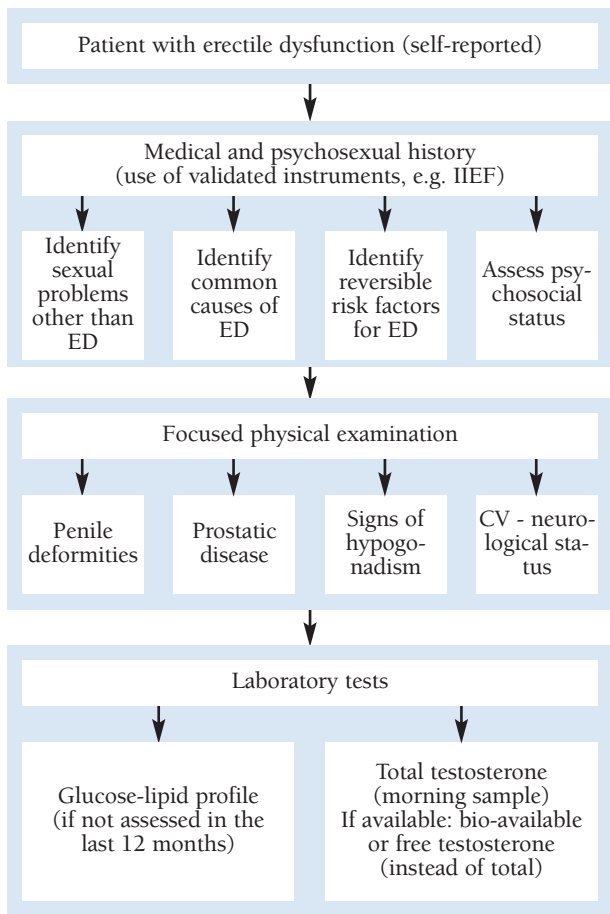 Patient with erectile dysfunction (self-reported)
Medical and psychosexual history
(use of validated instruments, e.g. IIEF)
Identify
sexual
problems
other than
ED
Identify
common
causes of
ED
Identify
reversible
risk factors
for ED
Assess psy-
chosocial
status
Focused physical examination
Penile
deformities
Prostatic
disease
Signs of
hypogo-
nadism
CV - neuro-
logical sta-
tus
Laboratory tests
Glucose-lipid profile
(if not assessed in the
last 12 months)
Total testosterone
(morning sample)
If available: bio-available
or free testosterone
(instead of total)